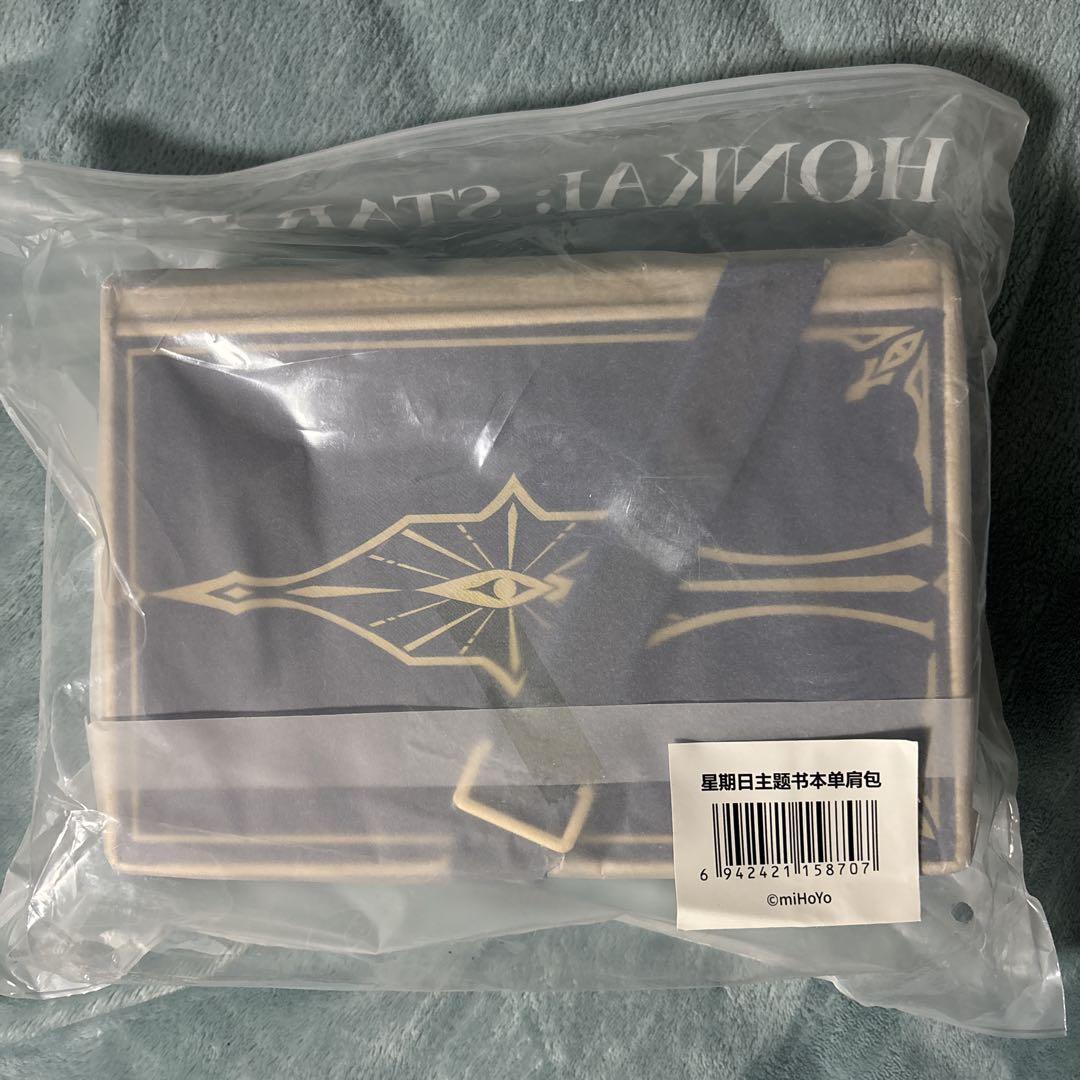 HONKAI: STAR
星期日主题书本单肩包
6 942421 158707
©miHoYo